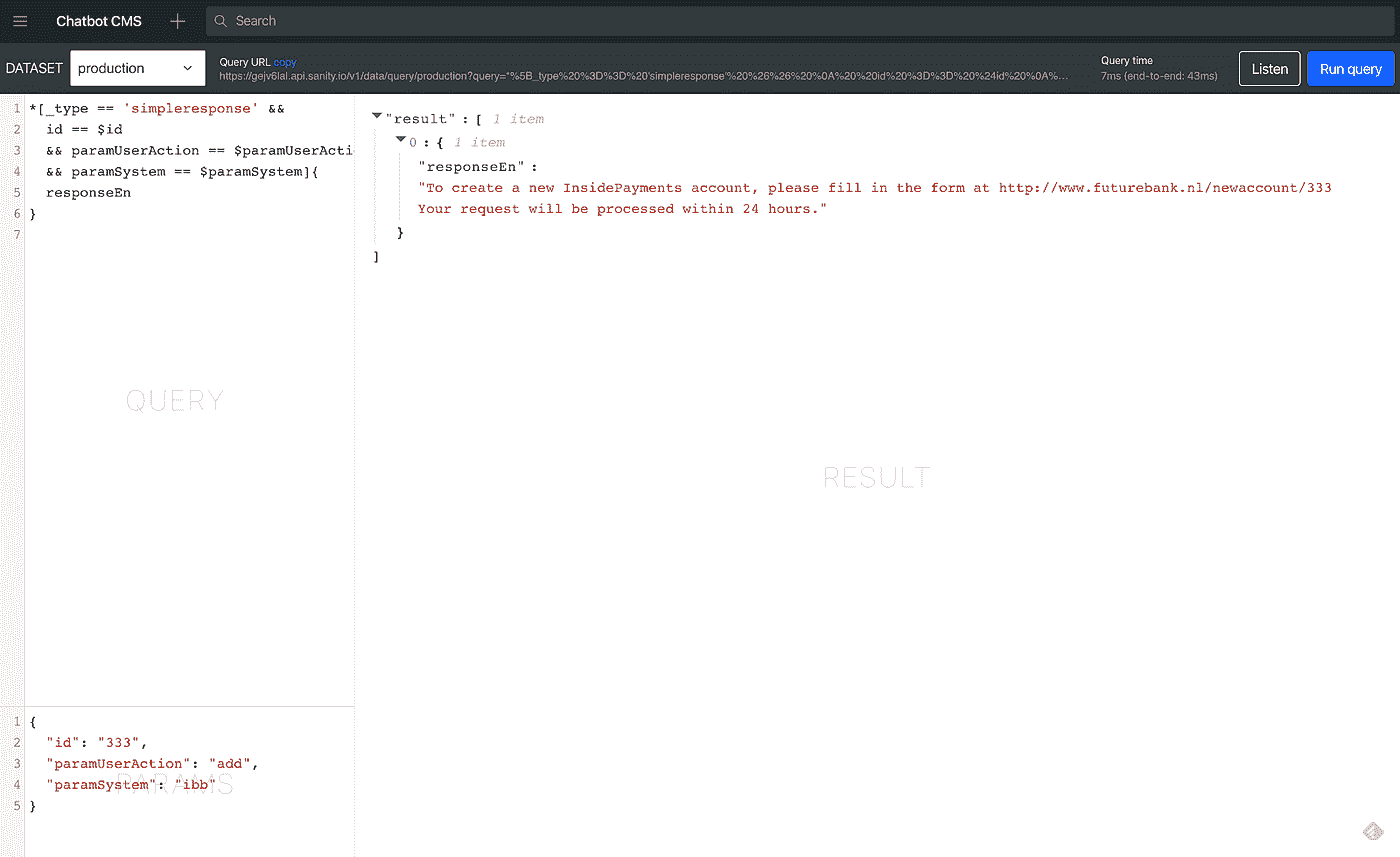 Chatbot CMS
Search
DATASET
production
Query URL copy
https://gejv6lal.api.sanity.io/v1/data/query/production?query=*%5B_type%20%3D%3D%20'simpleresponse'%20%26%26%20%0A%20%20id%20%3D%3D%20%24id%20%0A%...
Query time
7ms (end-to-end: 43ms)
Listen
Run query
1 *[_type == 'simpleresponse' &&
2 id == $id
3 && paramUserAction == $paramUserActi
4 && paramSystem == $paramSystem]{
5 responseEn
6 }
7
QUERY
"result" : [ 1 item
0 : { 1 item
"responseEn" :
"To create a new InsidePayments account, please fill in the form at http://www.futurebank.nl/newaccount/333
Your request will be processed within 24 hours."
}
]
RESULT
1 {
2 "id": "333",
3 "paramUserAction": "add",
4 "paramSystem": "ibb"
5 }
PARAMS